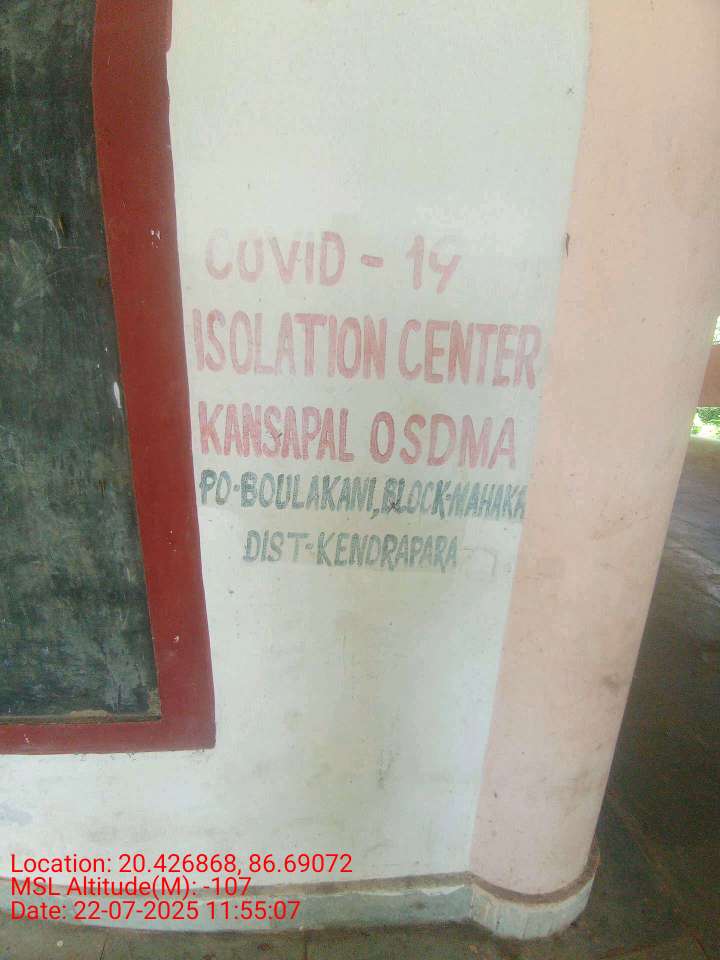 COVID - 19
ISOLATION CENTER
KANSAPAL OSDMA
PO-BOULAKANI, BLOCK-MAHAKA
DIST-KENDRAPARA
Location: 20.426868, 86.69072
MSL Altitude(M): -107
Date: 22-07-2025 11:55:07